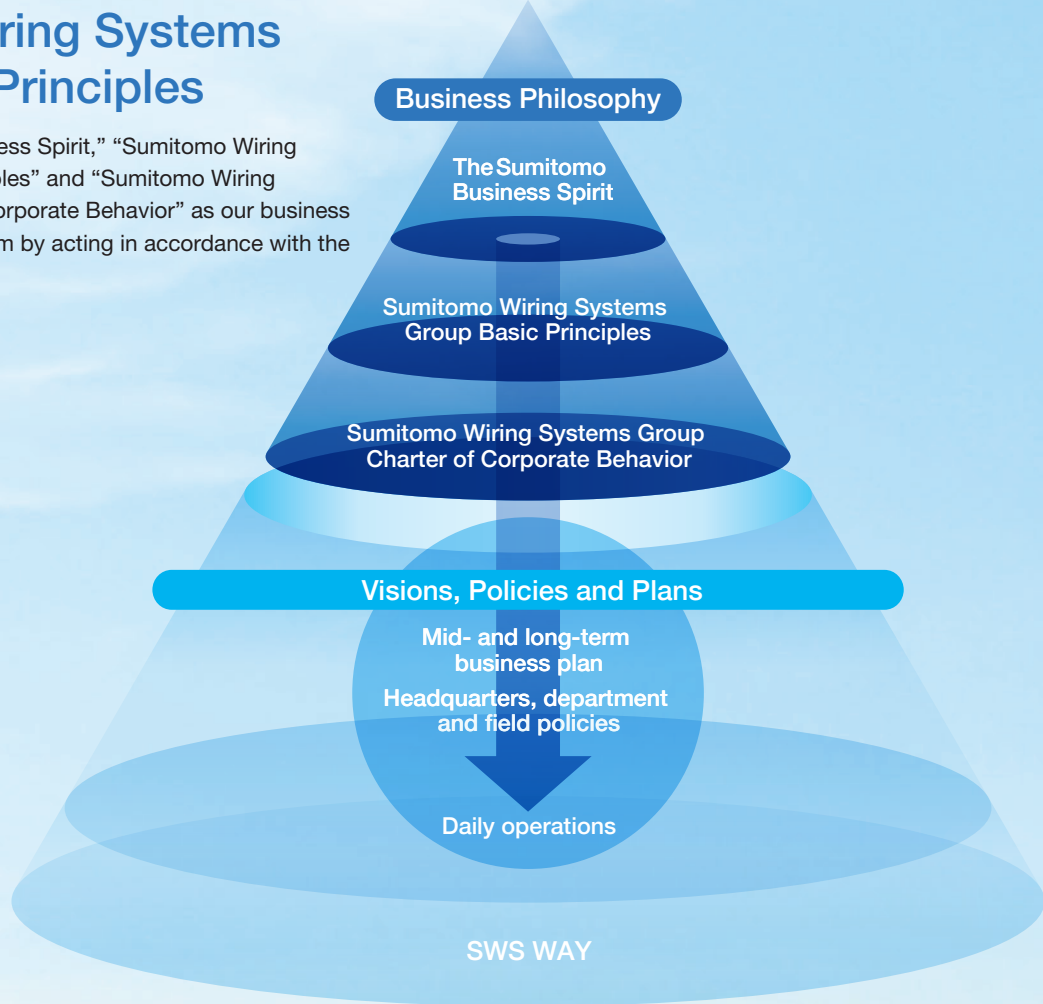 ring Systems
Principles
ess Spirit,” “Sumitomo Wiring
les” and “Sumitomo Wiring
orporate Behavior” as our business
m by acting in accordance with the
Business Philosophy
The Sumitomo
Business Spirit
Sumitomo Wiring Systems
Group Basic Principles
Sumitomo Wiring Systems Group
Charter of Corporate Behavior
Visions, Policies and Plans
Mid- and long-term
business plan
Headquarters, department
and field policies
Daily operations
SWS WAY